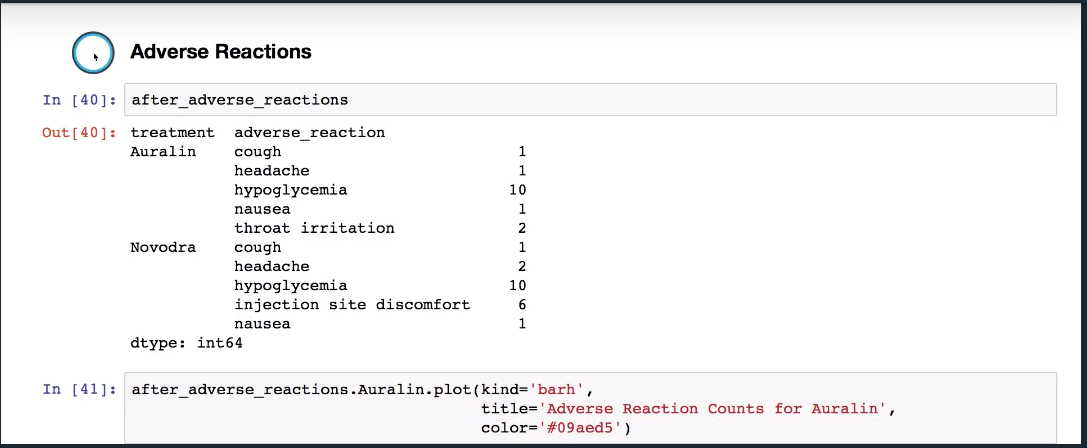 Adverse Reactions
In [40]: after_adverse_reactions
Out[40]: treatment  adverse_reaction
Auralin    cough                         1
           headache                      1
           hypoglycemia                 10
           nausea                        1
           throat irritation             2
Novodra    cough                         1
           headache                      2
           hypoglycemia                 10
           injection site discomfort     6
           nausea                        1
dtype: int64
In [41]: after_adverse_reactions.Auralin.plot(kind='barh',
title='Adverse Reaction Counts for Auralin',
color='#09aed5')